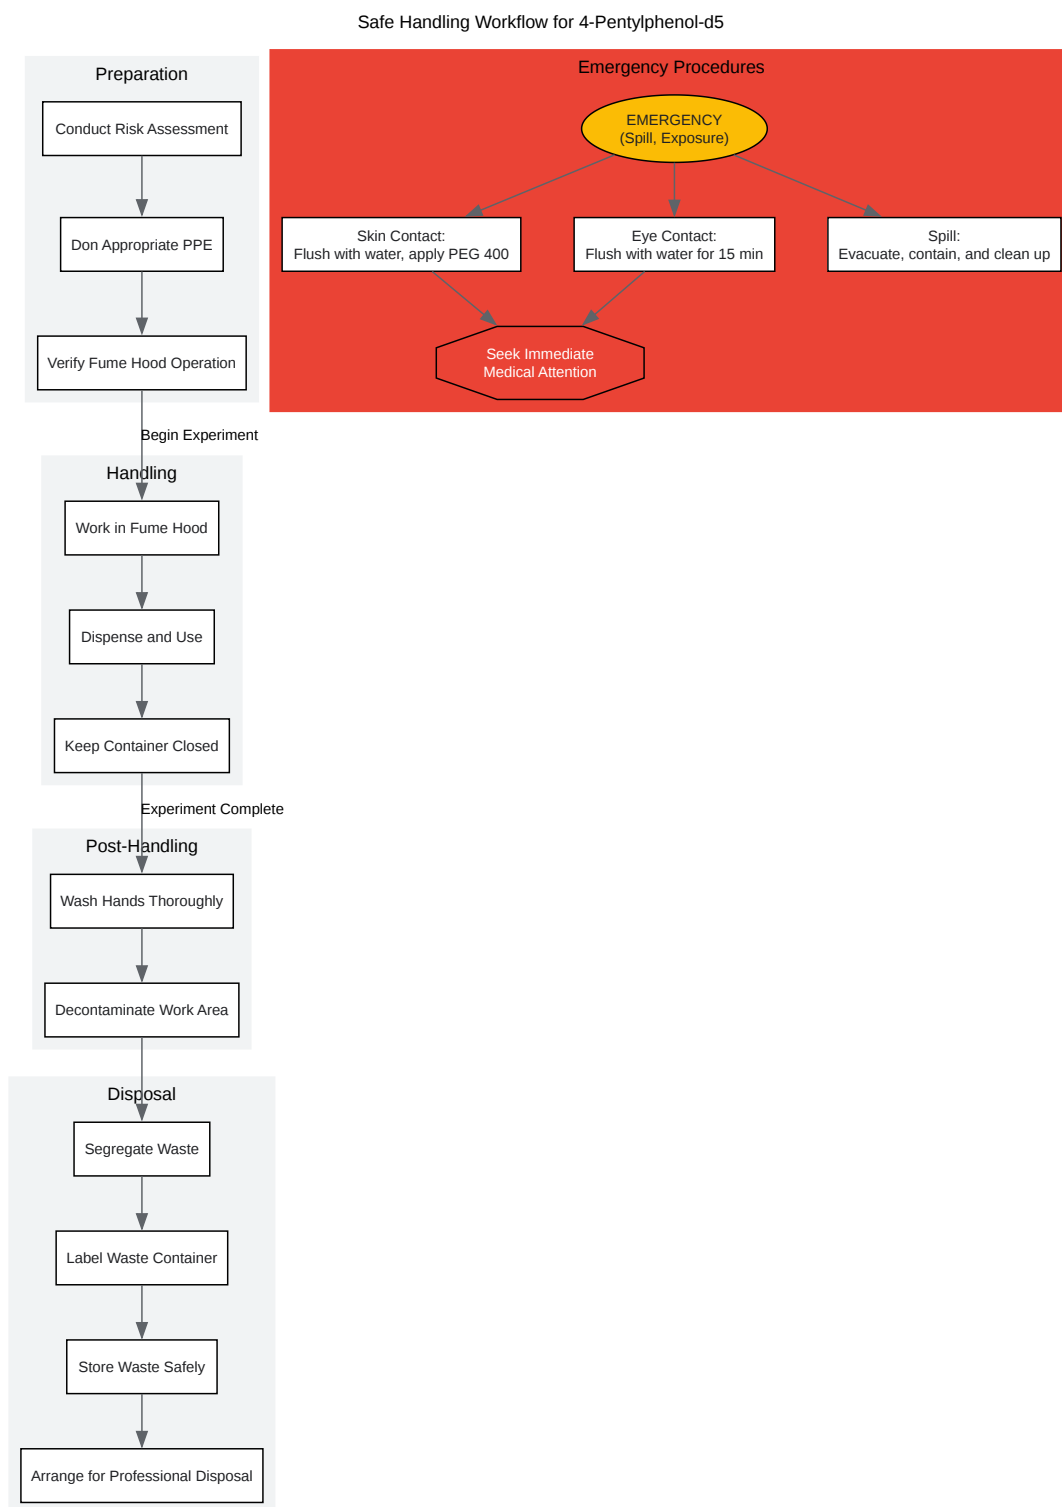 Safe Handling Workflow for 4-Pentylphenol-d5
Preparation
Conduct Risk Assessment
Don Appropriate PPE
Verify Fume Hood Operation
Begin Experiment
Handling
Work in Fume Hood
Dispense and Use
Keep Container Closed
Experiment Complete
Post-Handling
Wash Hands Thoroughly
Decontaminate Work Area
Disposal
Segregate Waste
Label Waste Container
Store Waste Safely
Arrange for Professional Disposal
Emergency Procedures
EMERGENCY
(Spill, Exposure)
Skin Contact:
Flush with water, apply PEG 400
Eye Contact:
Flush with water for 15 min
Spill:
Evacuate, contain, and clean up
Seek Immediate
Medical Attention